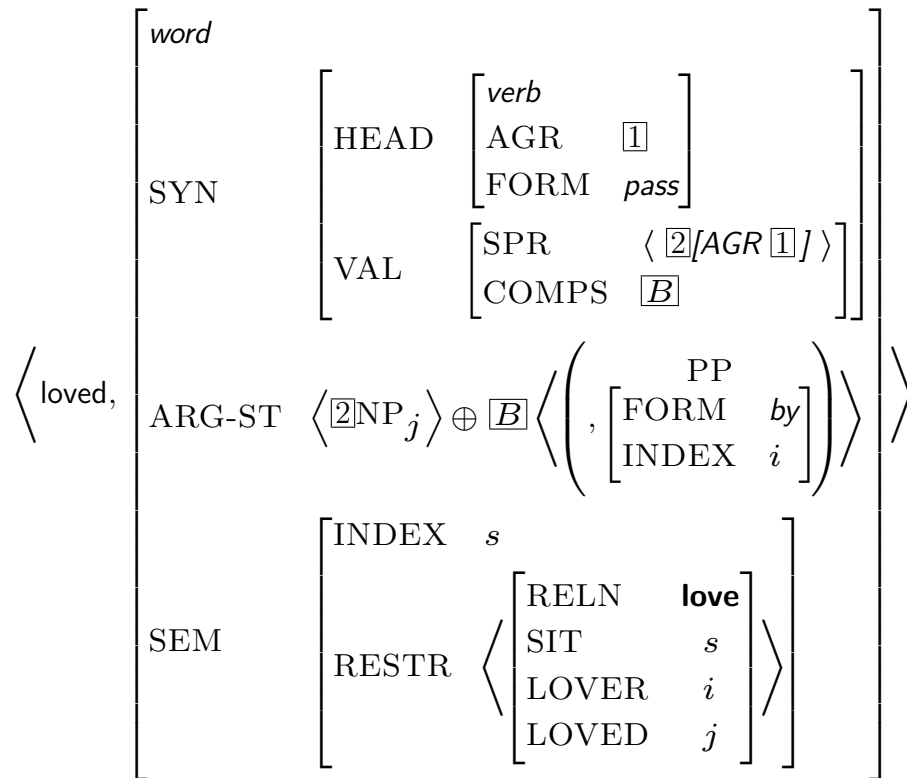 word
HEAD verb
AGR 1
FORM pass
SYN
VAL SPR ⟨ 2[AGR 1] ⟩
COMPS B
⟨loved, ARG-ST ⟨2NP_j⟩ ⊕ B⟨( , PP
FORM by
INDEX i )⟩ ⟩
INDEX s
SEM
RESTR ⟨ RELN love
SIT s
LOVER i
LOVED j ⟩